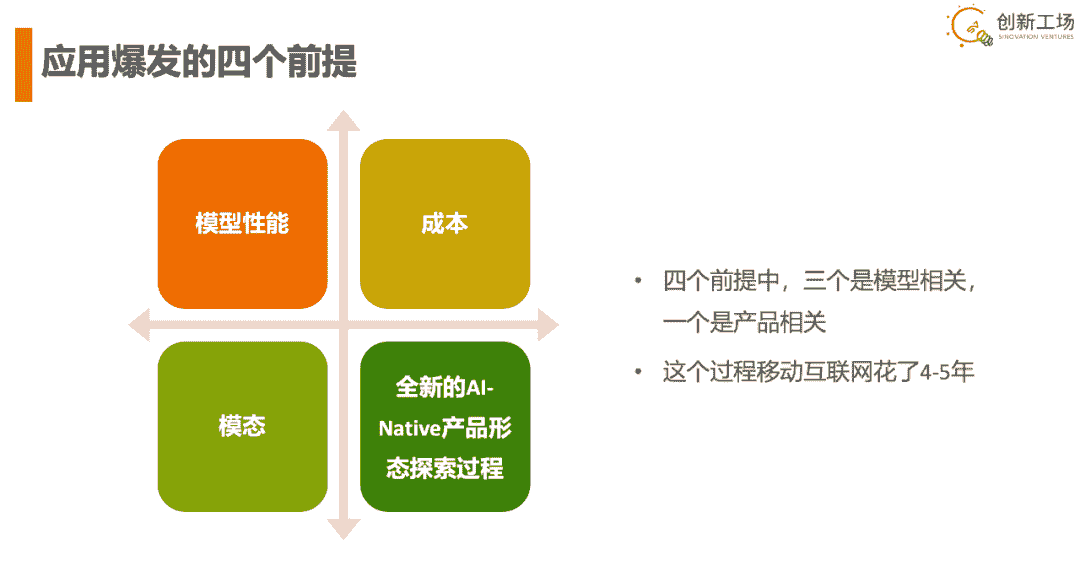 创新工场
SINOVATION VENTURES
应用爆发的四个前提
模型性能
成本
模态
全新的AI-
Native产品形
态探索过程
• 四个前提中，三个是模型相关，
一个是产品相关
• 这个过程移动互联网花了4-5年